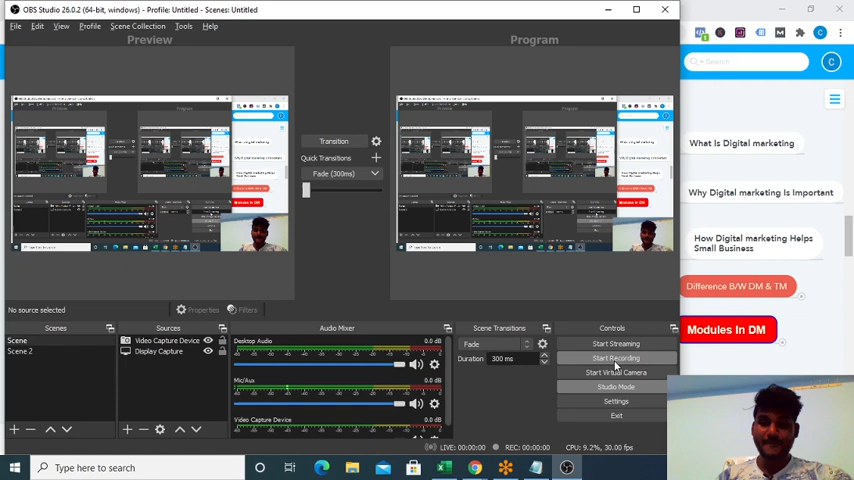 OBS Studio 26.0.2 (64-bit, windows) - Profile: Untitled - Scenes: Untitled
File Edit View Profile Scene Collection Tools Help
Preview
Program
Transition
Quick Transitions
Fade (300ms)
No source selected
Properties
Filters
Scenes
Scene
Scene 2
Sources
Video Capture Device
Display Capture
Audio Mixer
Desktop Audio 0.0 dB
Mic/Aux 0.0 dB
Video Capture Device 0.0 dB
Scene Transitions
Fade
Duration 300 ms
Controls
Start Streaming
Start Recording
Start Virtual Camera
Studio Mode
Settings
Exit
LIVE: 00:00:00 REC: 00:00:00 CPU: 9.2%, 30.00 fps
Search
C
C
What Is Digital marketing
Why Digital marketing Is Important
How Digital marketing Helps
Small Business
Difference B/W DM & TM
Modules In DM
Type here to search